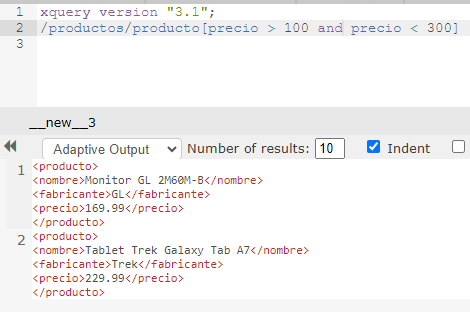 1 xquery version "3.1";
2 /productos/producto[precio > 100 and precio < 300]
3
__new__3
Adaptive Output Number of results: 10 Indent
1 <producto>
<nombre>Monitor GL 2M60M-B</nombre>
<fabricante>GL</fabricante>
<precio>169.99</precio>
</producto>
2 <producto>
<nombre>Tablet Trek Galaxy Tab A7</nombre>
<fabricante>Trek</fabricante>
<precio>229.99</precio>
</producto>